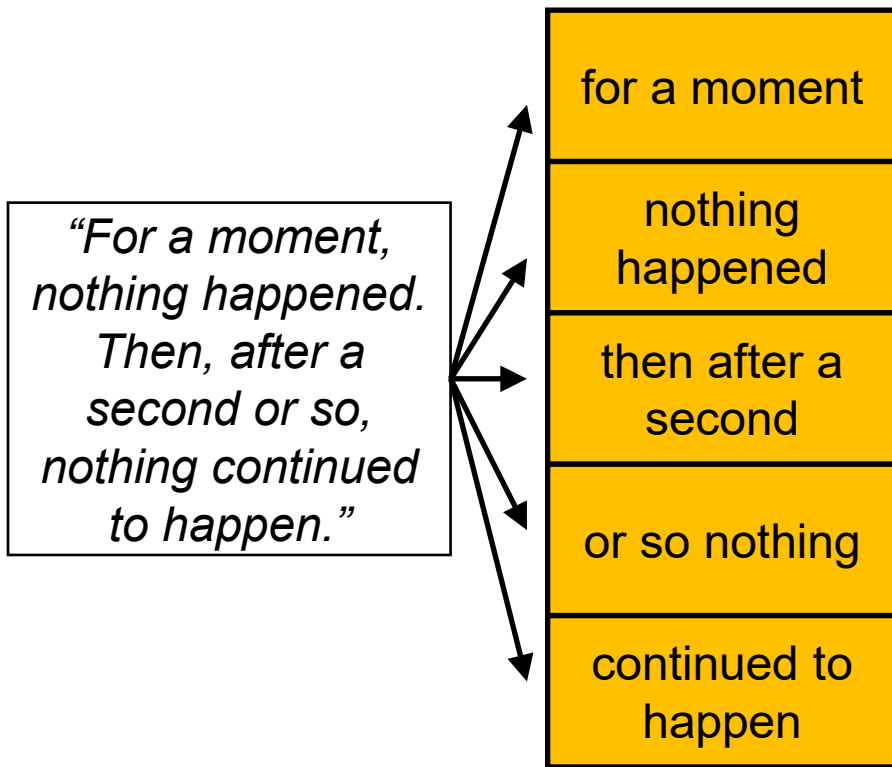 “For a moment,
nothing happened.
Then, after a
second or so,
nothing continued
to happen.”
for a moment
nothing
happened
then after a
second
or so nothing
continued to
happen